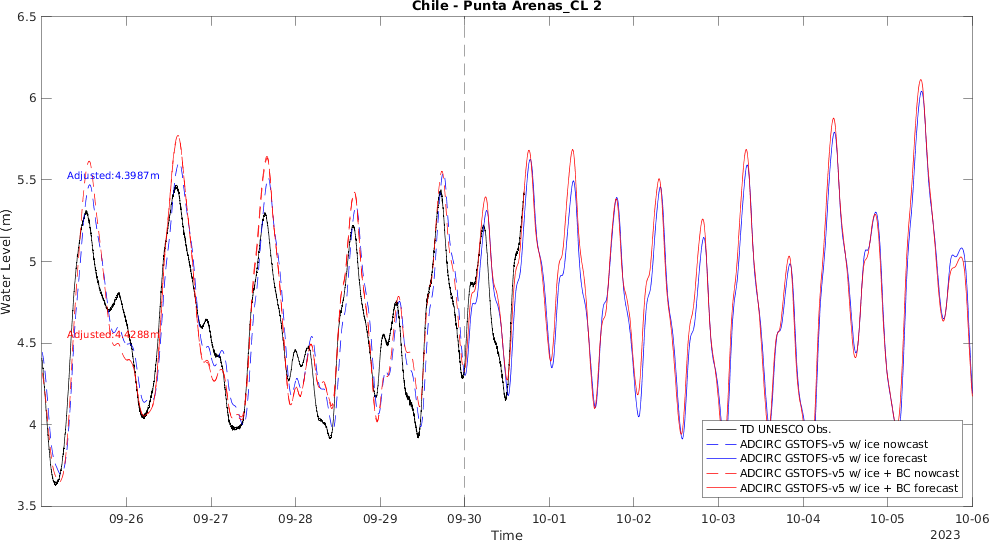 Chile - Punta Arenas_CL 2
6.5
6
5.5
5
4.5
4
3.5
Water Level (m)
Adjusted:4.3987m
Adjusted:4.4288m
TD UNESCO Obs.
ADCIRC GSTOFS-v5 w/ ice nowcast
ADCIRC GSTOFS-v5 w/ ice forecast
ADCIRC GSTOFS-v5 w/ ice + BC nowcast
ADCIRC GSTOFS-v5 w/ ice + BC forecast
09-26 09-27 09-28 09-29 09-30 10-01 10-02 10-03 10-04 10-05 10-06
Time
2023